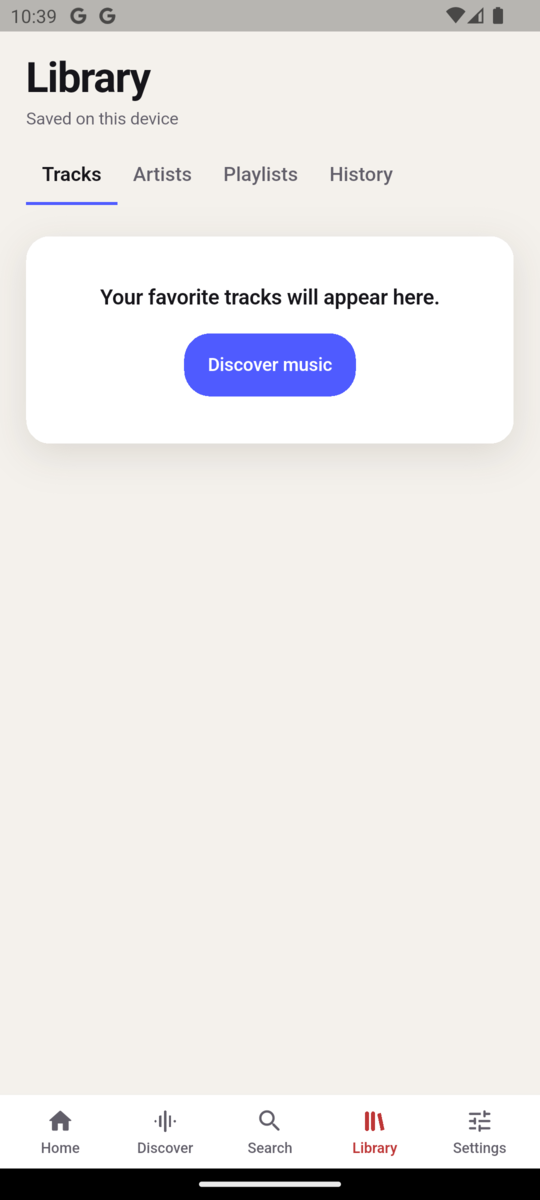 10:39 G G
Library
Saved on this device
Tracks Artists Playlists History
Your favorite tracks will appear here.
Discover music
Home Discover Search Library Settings